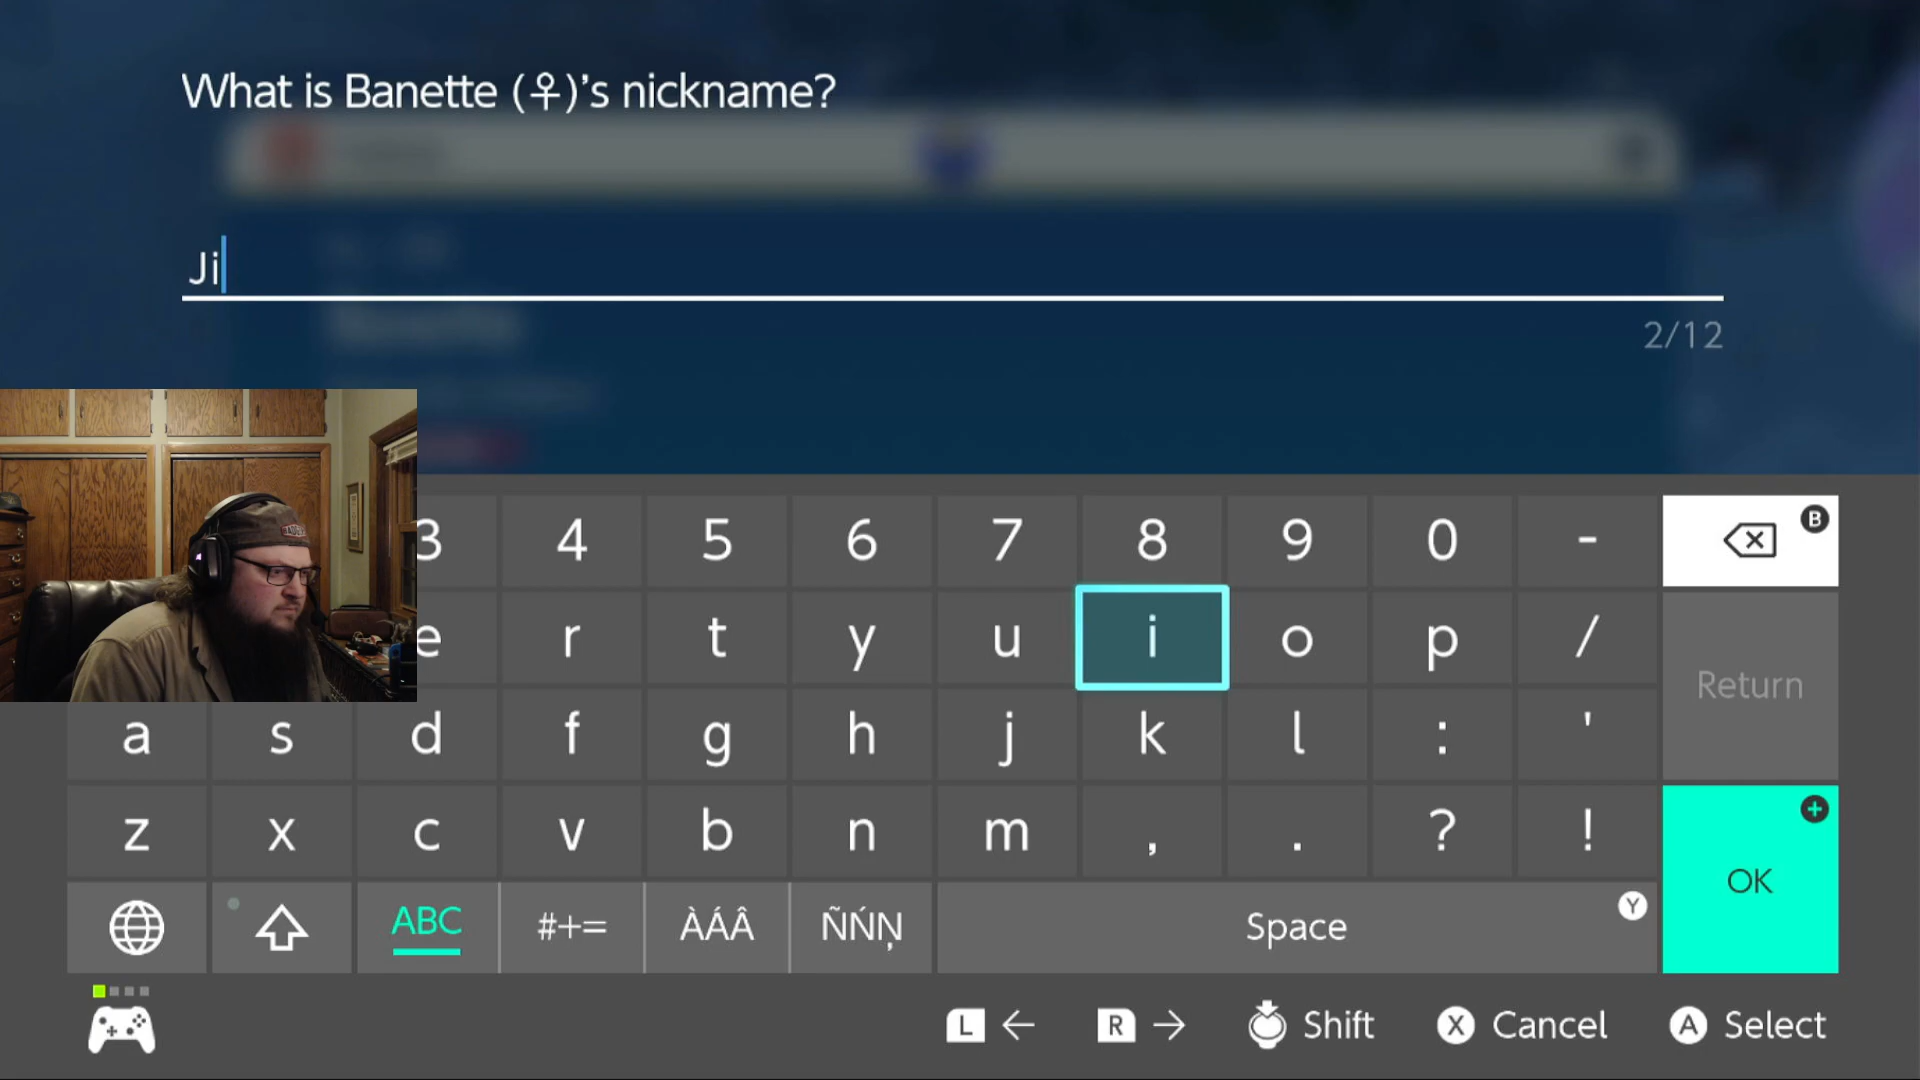 What is Banette (♀)'s nickname?
Ji
2/12
3 4 5 6 7 8 9 0 - B
e r t y u i o p / Return
a s d f g h j k l : '
z x c v b n m , . ? ! + OK
ABC #+= ÀÁÂ ÑŃŅ Space Y
L ← R → Shift X Cancel A Select